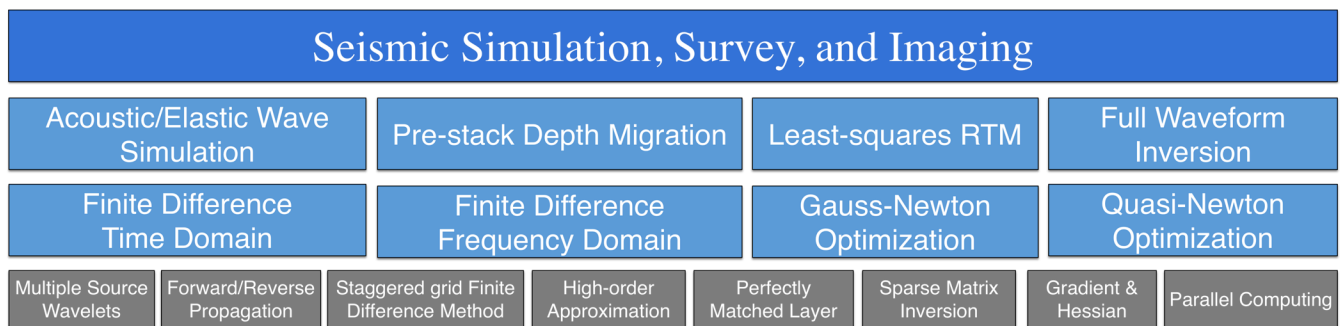 Seismic Simulation, Survey, and Imaging
Acoustic/Elastic Wave
Simulation
Pre-stack Depth Migration
Least-squares RTM
Full Waveform
Inversion
Finite Difference
Time Domain
Finite Difference
Frequency Domain
Gauss-Newton
Optimization
Quasi-Newton
Optimization
Multiple Source
Wavelets
Forward/Reverse
Propagation
Staggered grid Finite
Difference Method
High-order
Approximation
Perfectly
Matched Layer
Sparse Matrix
Inversion
Gradient &
Hessian
Parallel Computing